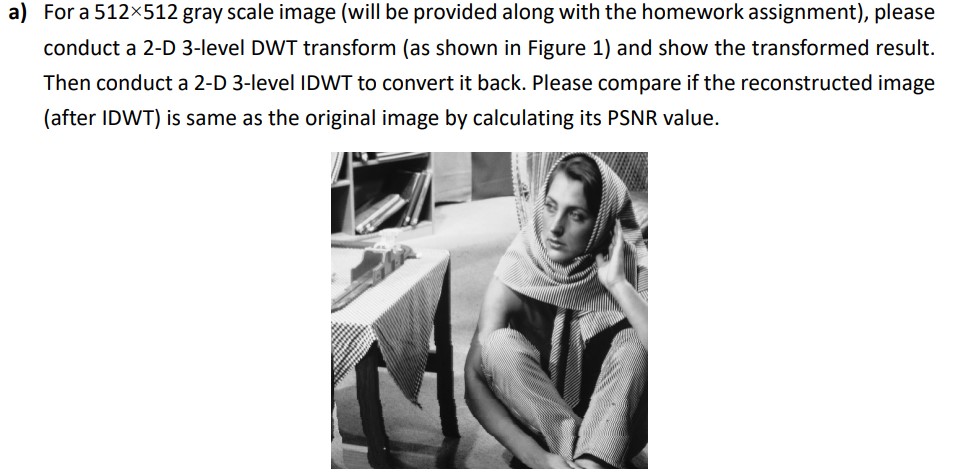 a) For a 512×512 gray scale image (will be provided along with the homework assignment), please
conduct a 2-D 3-level DWT transform (as shown in Figure 1) and show the transformed result.
Then conduct a 2-D 3-level IDWT to convert it back. Please compare if the reconstructed image
(after IDWT) is same as the original image by calculating its PSNR value.